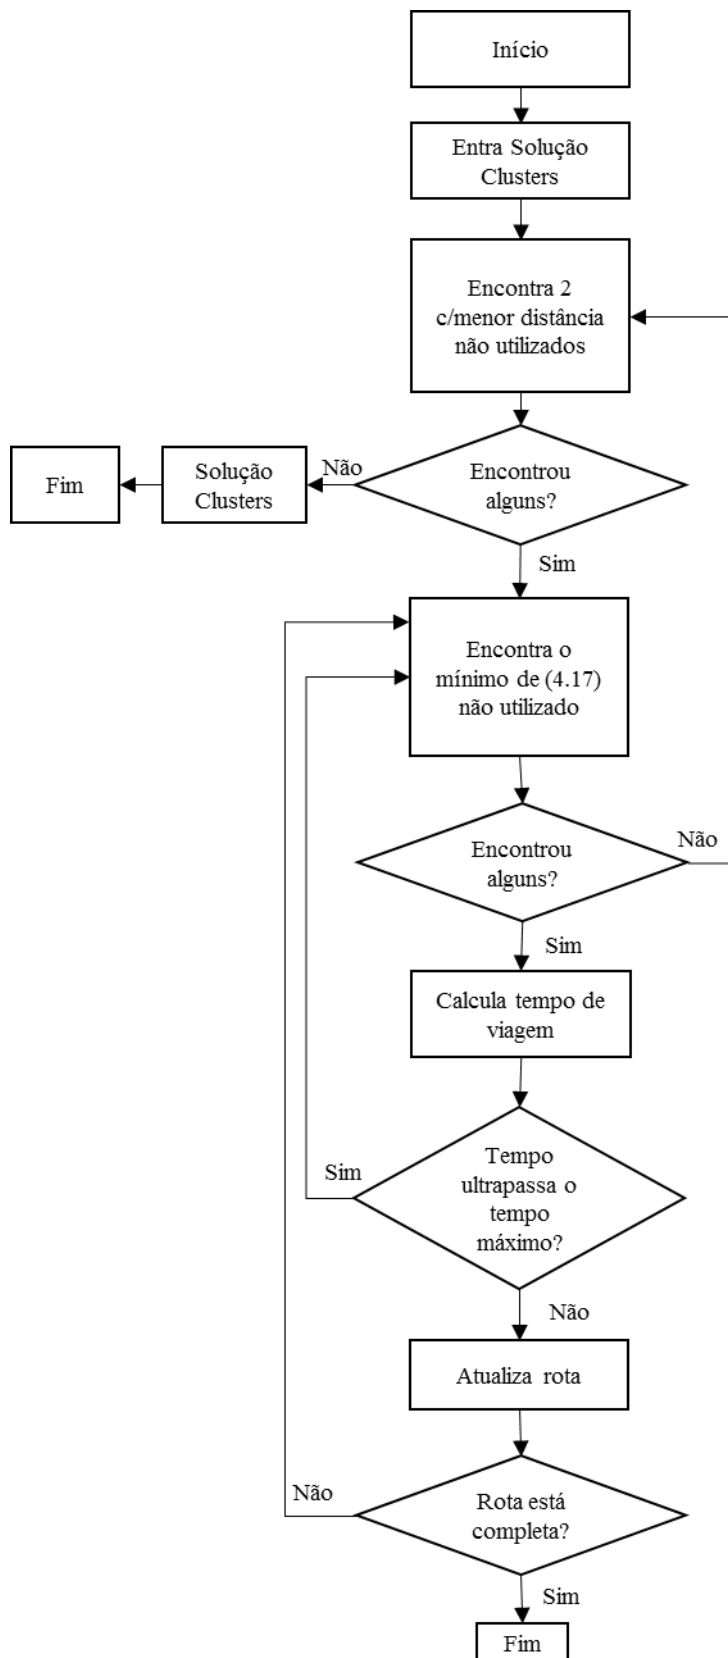 Início
Entra Solução
Clusters
Encontra 2
c/menor distância
não utilizados
Fim
Solução
Clusters
Não
Encontrou
alguns?
Sim
Encontra o
mínimo de (4.17)
não utilizado
Encontrou
alguns?
Não
Sim
Calcula tempo de
viagem
Sim
Tempo
ultrapassa o
tempo
máximo?
Não
Atualiza rota
Não
Rota está
completa?
Sim
Fim